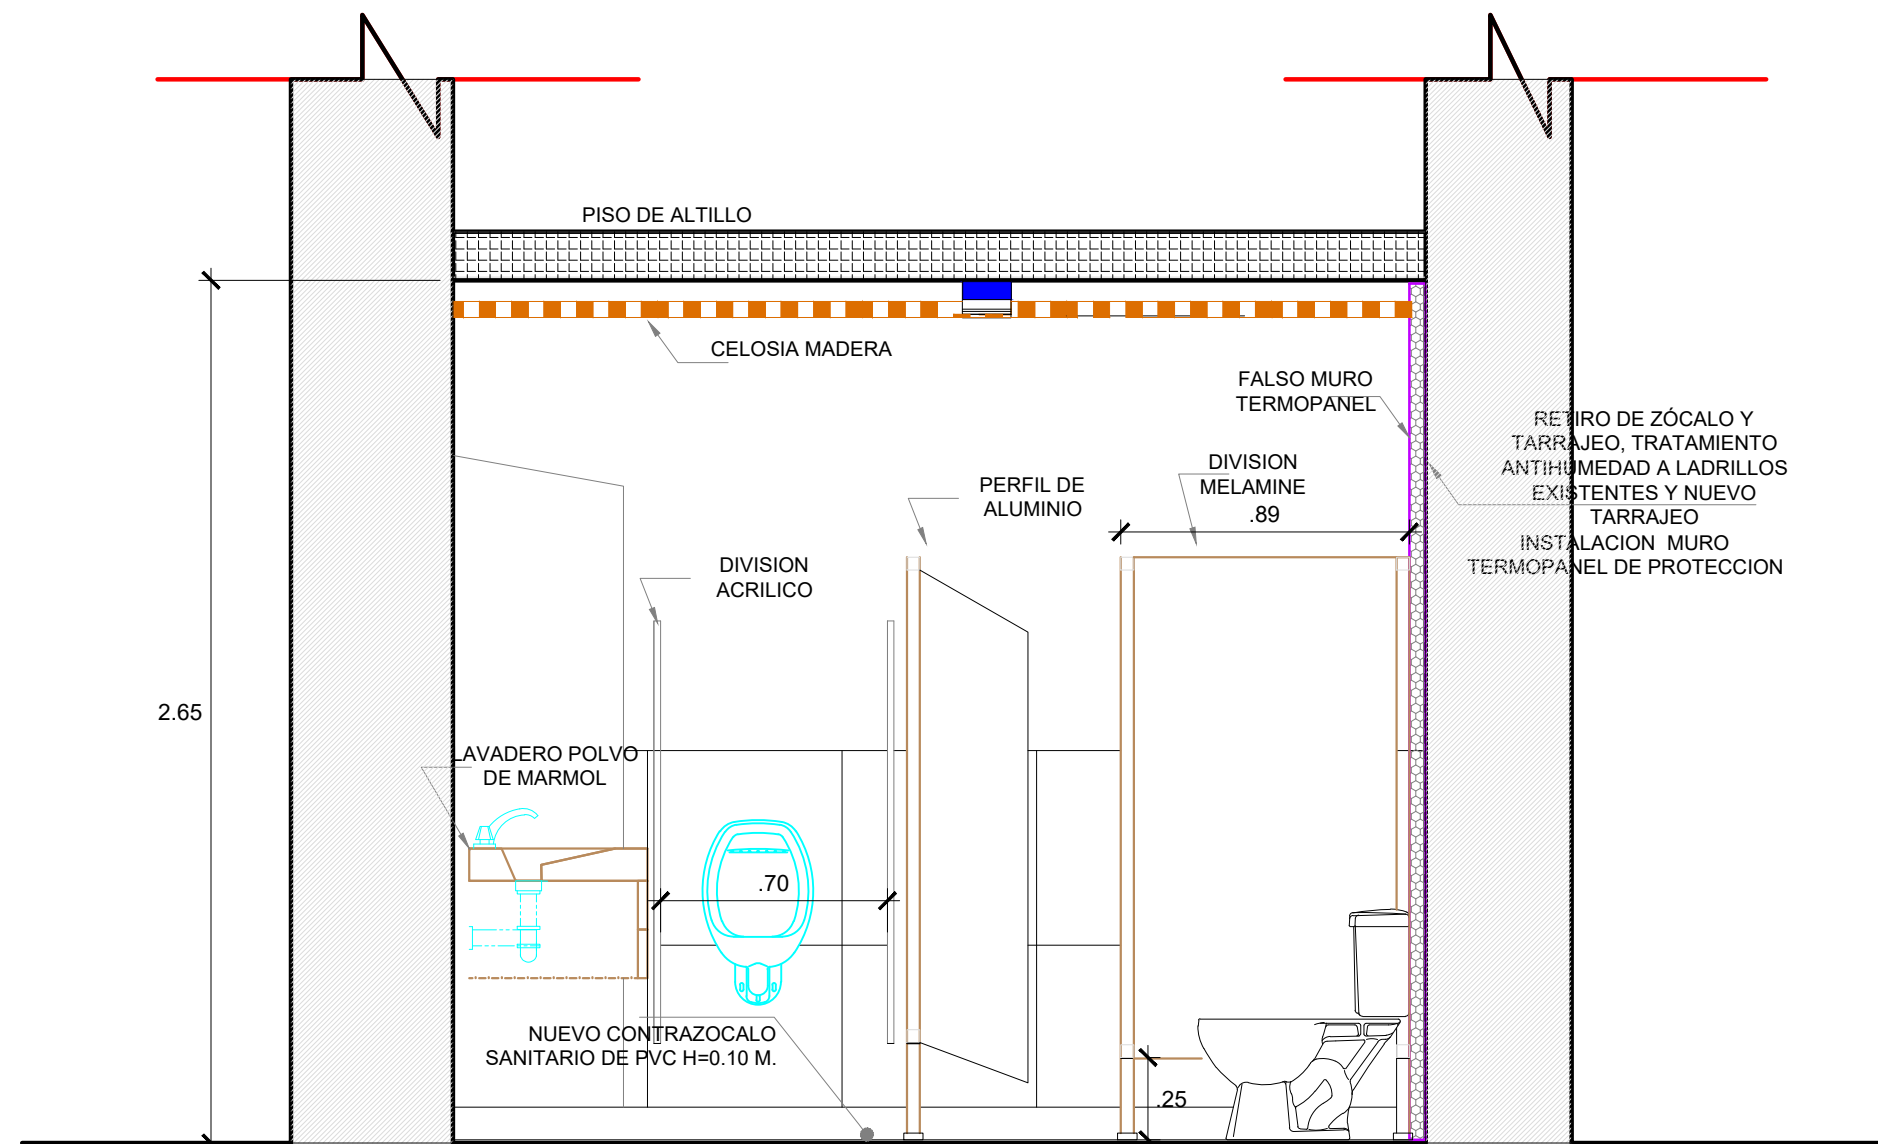 PISO DE ALTILLO
CELOSIA MADERA
FALSO MURO
TERMOPANEL
RETIRO DE ZÓCALO Y
TARRAJEO, TRATAMIENTO
ANTIHUMEDAD A LADRILLOS
EXISTENTES Y NUEVO
TARRAJEO
INSTALACION MURO
TERMOPANEL DE PROTECCION
DIVISION
MELAMINE
.89
PERFIL DE
ALUMINIO
DIVISION
ACRILICO
2.65
LAVADERO POLVO
DE MARMOL
.70
NUEVO CONTRAZOCALO
SANITARIO DE PVC H=0.10 M.
.25